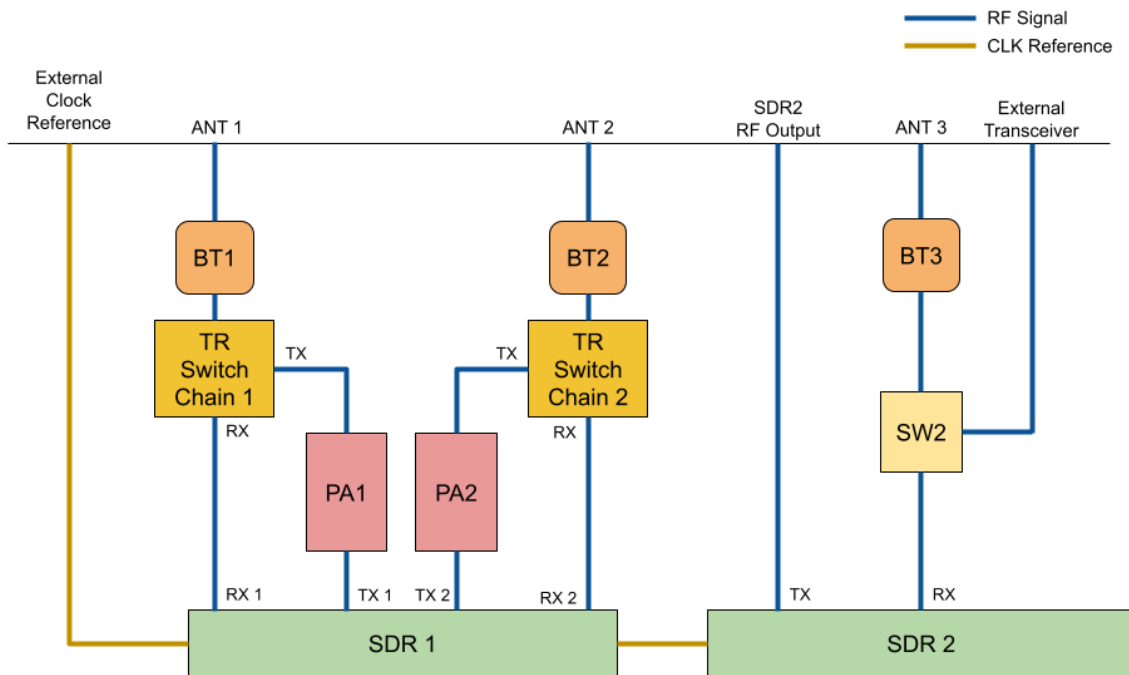 RF Signal
CLK Reference
External
Clock
Reference
ANT 1
ANT 2
SDR2
RF Output
ANT 3
External
Transceiver
BT1
BT2
BT3
TR
Switch
Chain 1
TX
TX
TR
Switch
Chain 2
RX
RX
SW2
PA1
PA2
RX 1
TX 1
TX 2
RX 2
TX
RX
SDR 1
SDR 2